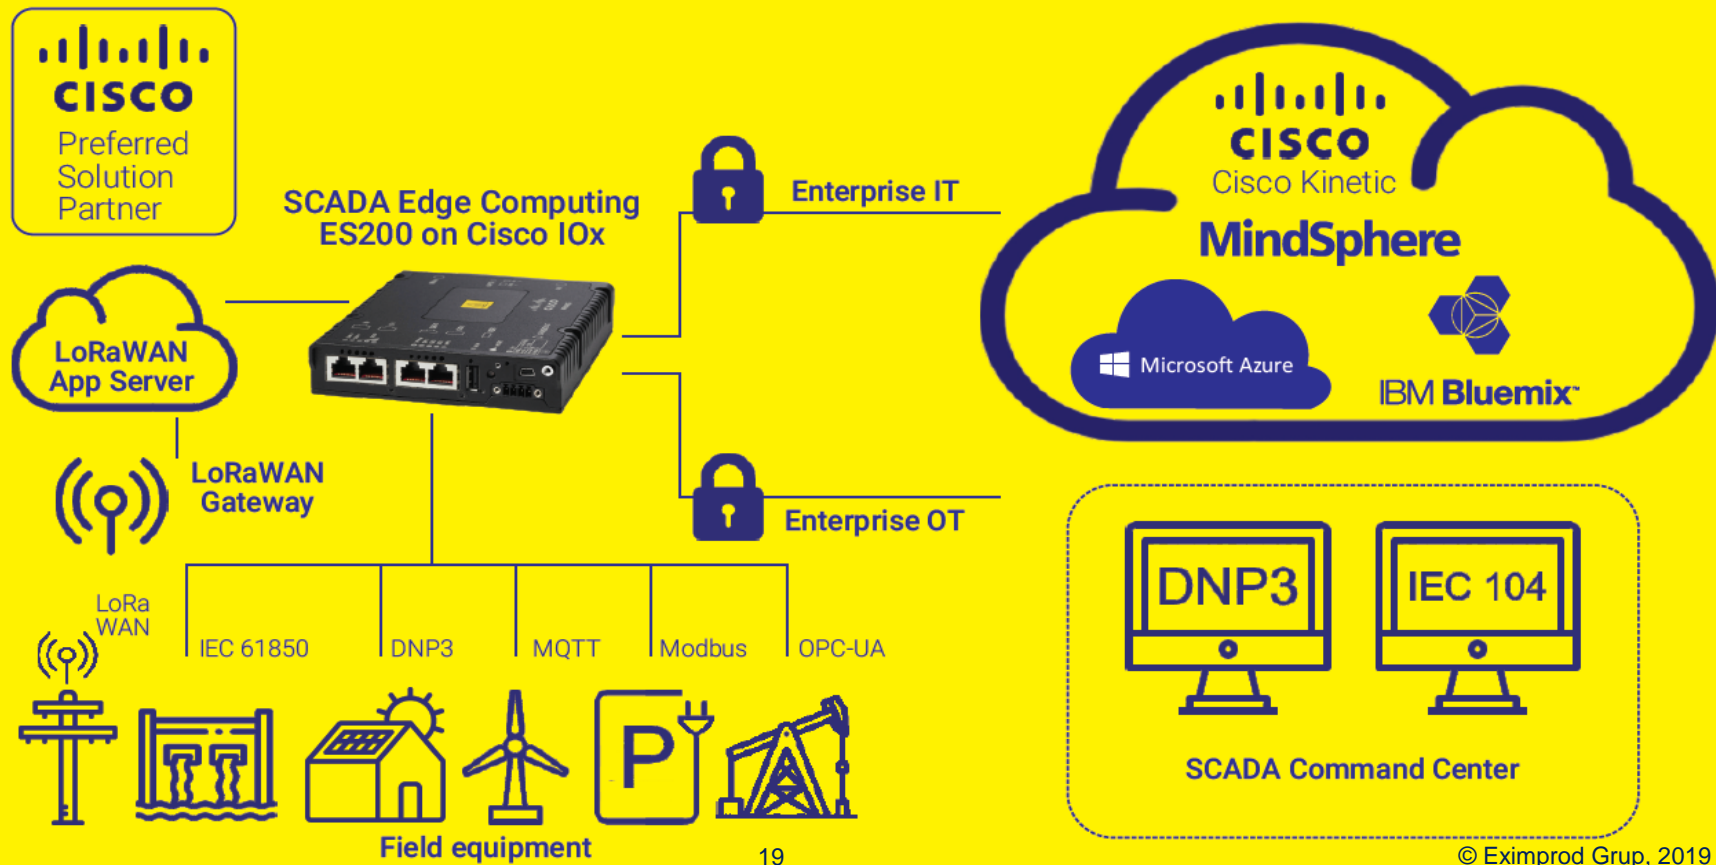 CISCO
Preferred
Solution
Partner
SCADA Edge Computing
ES200 on Cisco IOx
LoRaWAN
App Server
LoRaWAN
Gateway
LoRa
WAN
IEC 61850
DNP3
MQTT
Modbus
OPC-UA
Field equipment
Enterprise IT
Enterprise OT
CISCO
Cisco Kinetic
MindSphere
Microsoft Azure
IBM Bluemix™
DNP3
IEC 104
SCADA Command Center
19
© Eximprod Grup, 2019